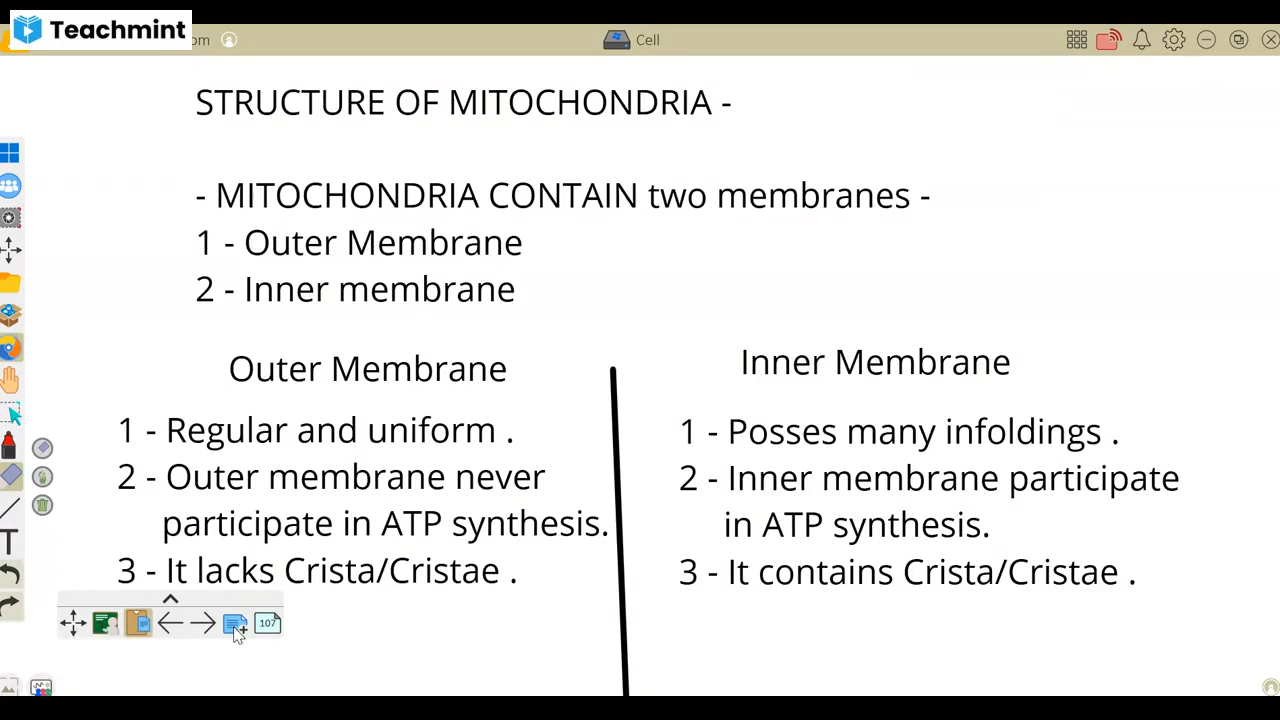 Teachmint
om
Cell
STRUCTURE OF MITOCHONDRIA -
- MITOCHONDRIA CONTAIN two membranes -
1 - Outer Membrane
2 - Inner membrane
Outer Membrane
1 - Regular and uniform .
2 - Outer membrane never
participate in ATP synthesis.
3 - It lacks Crista/Cristae .
Inner Membrane
1 - Posses many infoldings .
2 - Inner membrane participate
in ATP synthesis.
3 - It contains Crista/Cristae .
T
107